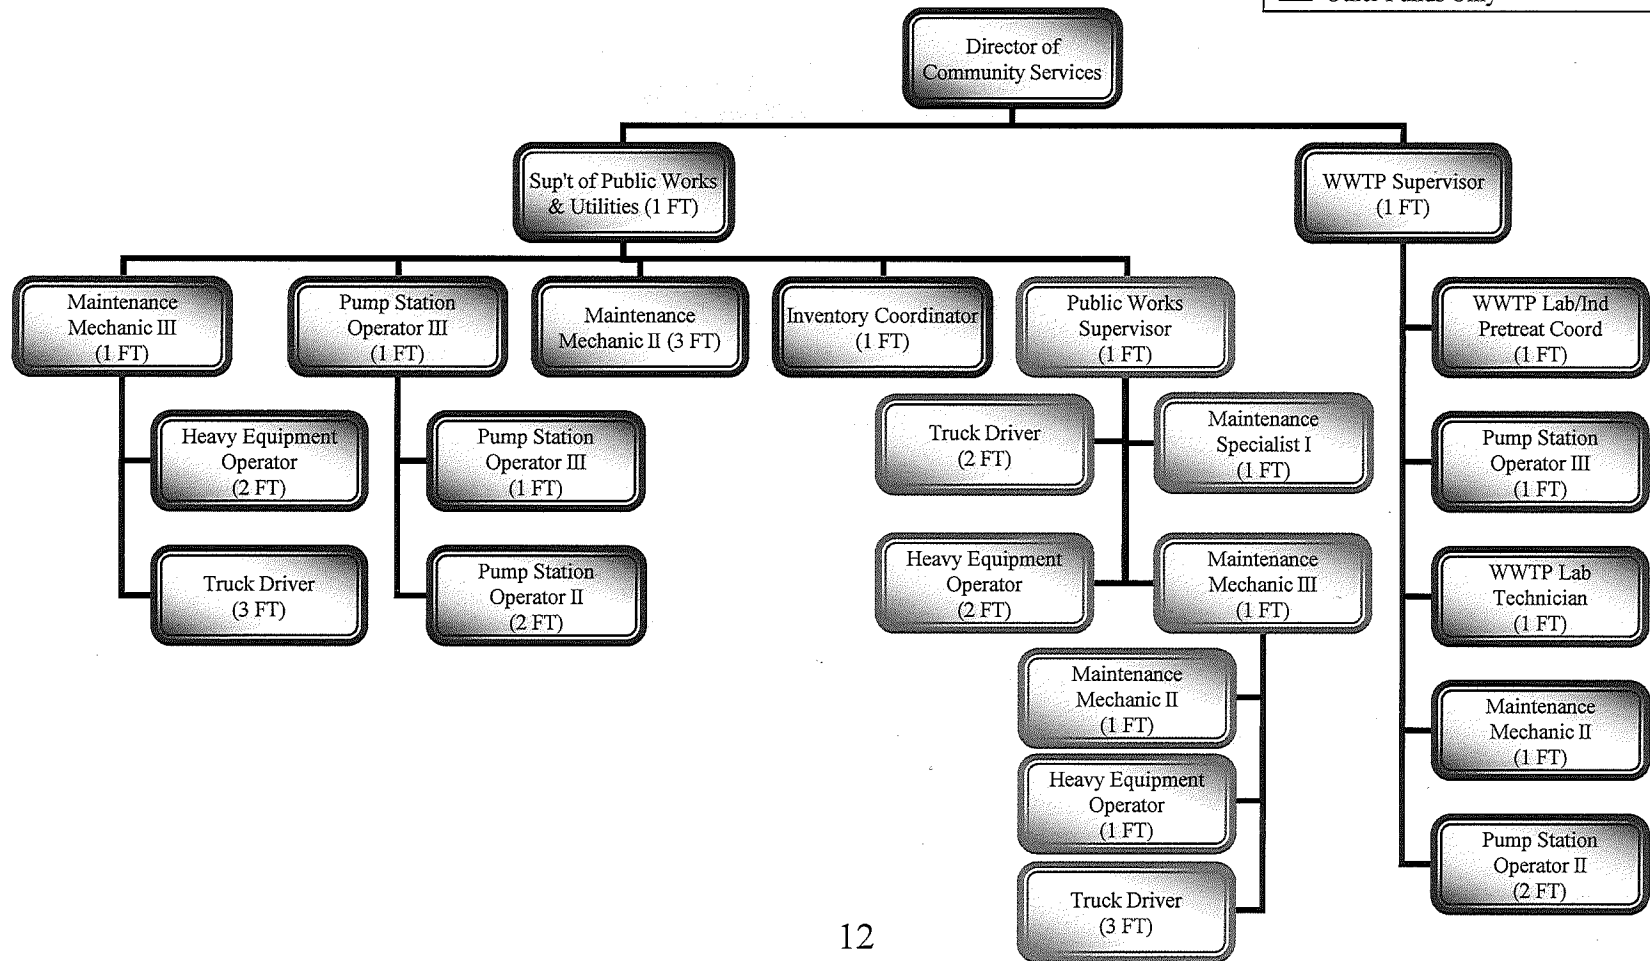 Director of
Community Services
Sup't of Public Works
& Utilities (1 FT)
WWTP Supervisor
(1 FT)
Maintenance
Mechanic III
(1 FT)
Pump Station
Operator III
(1 FT)
Maintenance
Mechanic II (3 FT)
Inventory Coordinator
(1 FT)
Public Works
Supervisor
(1 FT)
WWTP Lab/Ind
Pretreat Coord
(1 FT)
Heavy Equipment
Operator
(2 FT)
Pump Station
Operator III
(1 FT)
Truck Driver
(2 FT)
Maintenance
Specialist I
(1 FT)
Pump Station
Operator III
(1 FT)
Truck Driver
(3 FT)
Pump Station
Operator II
(2 FT)
Heavy Equipment
Operator
(2 FT)
Maintenance
Mechanic III
(1 FT)
WWTP Lab
Technician
(1 FT)
Maintenance
Mechanic II
(1 FT)
Maintenance
Mechanic II
(1 FT)
Heavy Equipment
Operator
(1 FT)
Pump Station
Operator II
(2 FT)
Truck Driver
(3 FT)
12